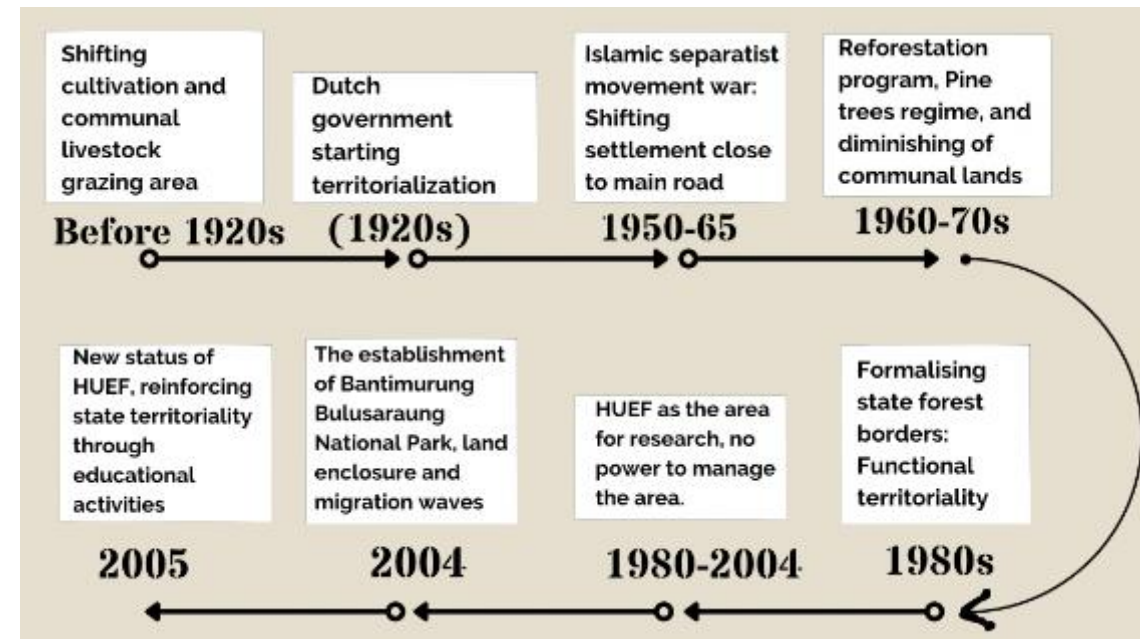 Shifting
cultivation and
communal
livestock
grazing area
Before 1920s
Dutch
government
starting
territorialization
(1920s)
Islamic separatist
movement war:
Shifting
settlement close
to main road
1950-65
Reforestation
program, Pine
trees regime, and
diminishing of
communal lands
1960-70s
Formalising
state forest
borders:
Functional
territoriality
1980s
HUEF as the area
for research, no
power to manage
the area.
1980-2004
The establishment
of Bantimurung
Bulusaraung
National Park, land
enclosure and
migration waves
2004
New status of
HUEF, reinforcing
state territoriality
through
educational
activities
2005